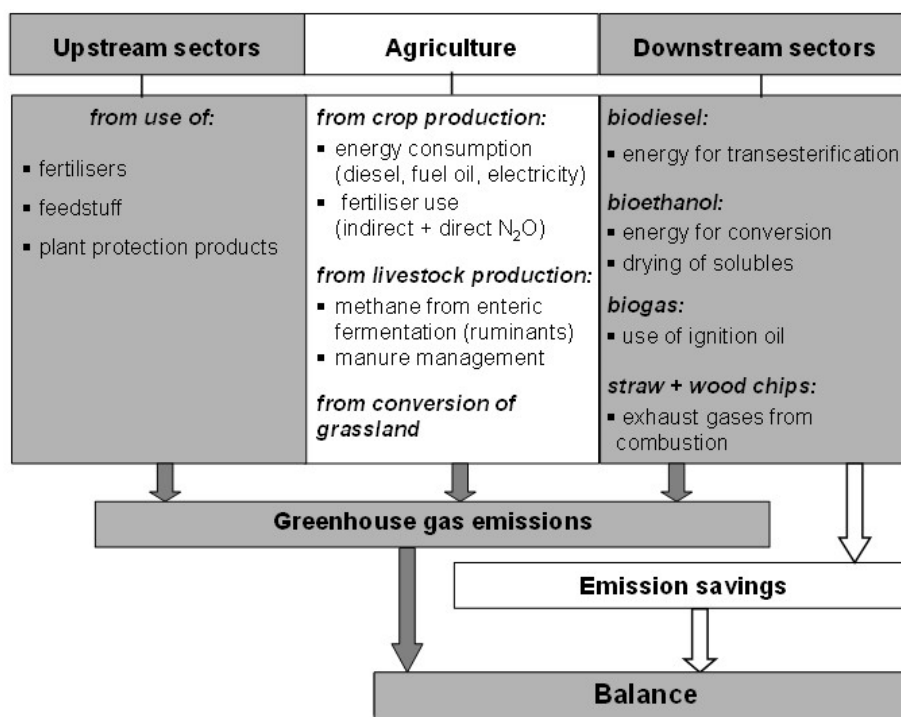 Upstream sectors
Agriculture
Downstream sectors
from use of:
▪ fertilisers
▪ feedstuff
▪ plant protection products
from crop production:
▪ energy consumption
(diesel, fuel oil, electricity)
▪ fertiliser use
(indirect + direct N₂O)
from livestock production:
▪ methane from enteric
fermentation (ruminants)
▪ manure management
from conversion of
grassland
biodiesel:
▪ energy for transesterification
bioethanol:
▪ energy for conversion
▪ drying of solubles
biogas:
▪ use of ignition oil
straw + wood chips:
▪ exhaust gases from
combustion
Greenhouse gas emissions
Emission savings
Balance